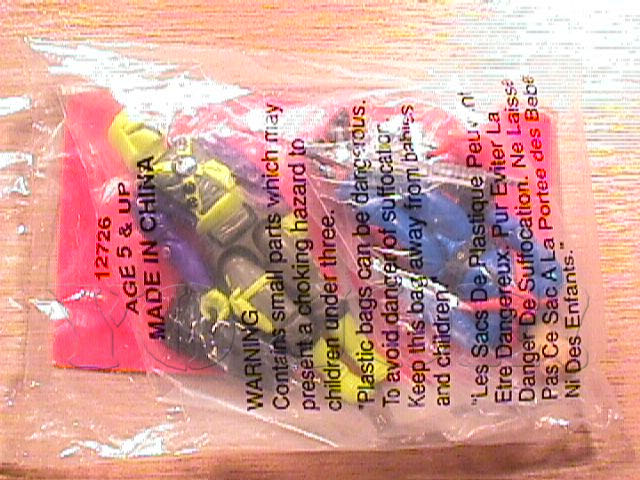 12726
AGE 5 & UP
MADE IN CHINA
WARNING
Contains small parts which may
present a choking hazard to
children under three.
"Plastic bags can be dangerous.
To avoid danger of suffocation
Keep this bag away from babies
and children
"Les Sacs De Plastique Peuvent
Etre Dangereux. Pur Eviter La
Danger De Suffocation. Ne Laisse
Pas Ce Sac A La Portee des Bebe
Ni Des Enfants."